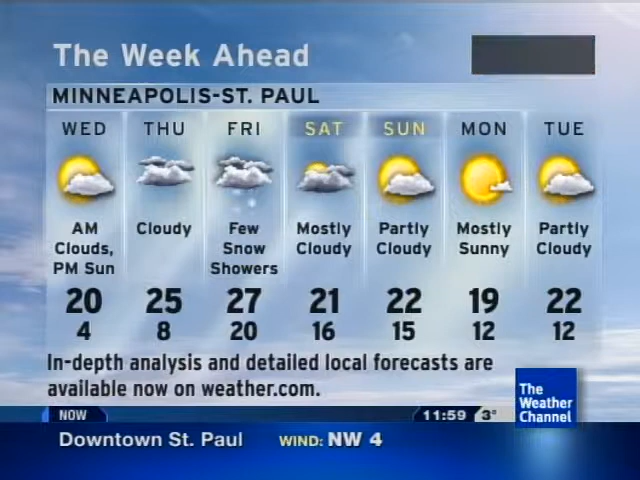 The Week Ahead
MINNEAPOLIS-ST. PAUL
WED THU FRI SAT SUN MON TUE
AM Clouds, PM Sun
Cloudy
Few Snow Showers
Mostly Cloudy
Partly Cloudy
Mostly Sunny
Partly Cloudy
20 25 27 21 22 19 22
4 8 20 16 15 12 12
In-depth analysis and detailed local forecasts are
available now on weather.com.
The
Weather
Channel
NOW 11:59 3°
Downtown St. Paul WIND: NW 4